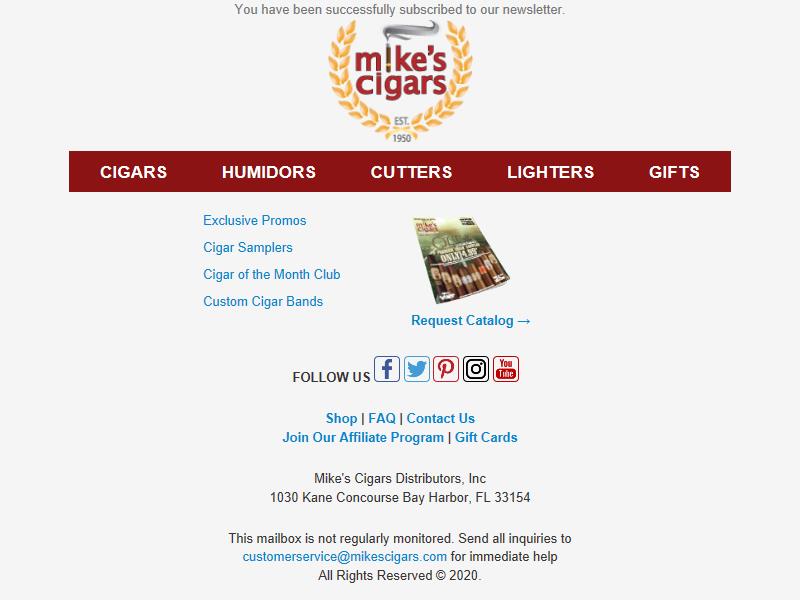 You have been successfully subscribed to our newsletter.
mike's
cigars
EST.
1950
CIGARS HUMIDORS CUTTERS LIGHTERS GIFTS
Exclusive Promos
Cigar Samplers
Cigar of the Month Club
Custom Cigar Bands
mike's
cigars
ONLY
Request Catalog →
FOLLOW US
You
Tube
Shop | FAQ | Contact Us
Join Our Affiliate Program | Gift Cards
Mike's Cigars Distributors, Inc
1030 Kane Concourse Bay Harbor, FL 33154
This mailbox is not regularly monitored. Send all inquiries to
customerservice@mikescigars.com for immediate help
All Rights Reserved © 2020.